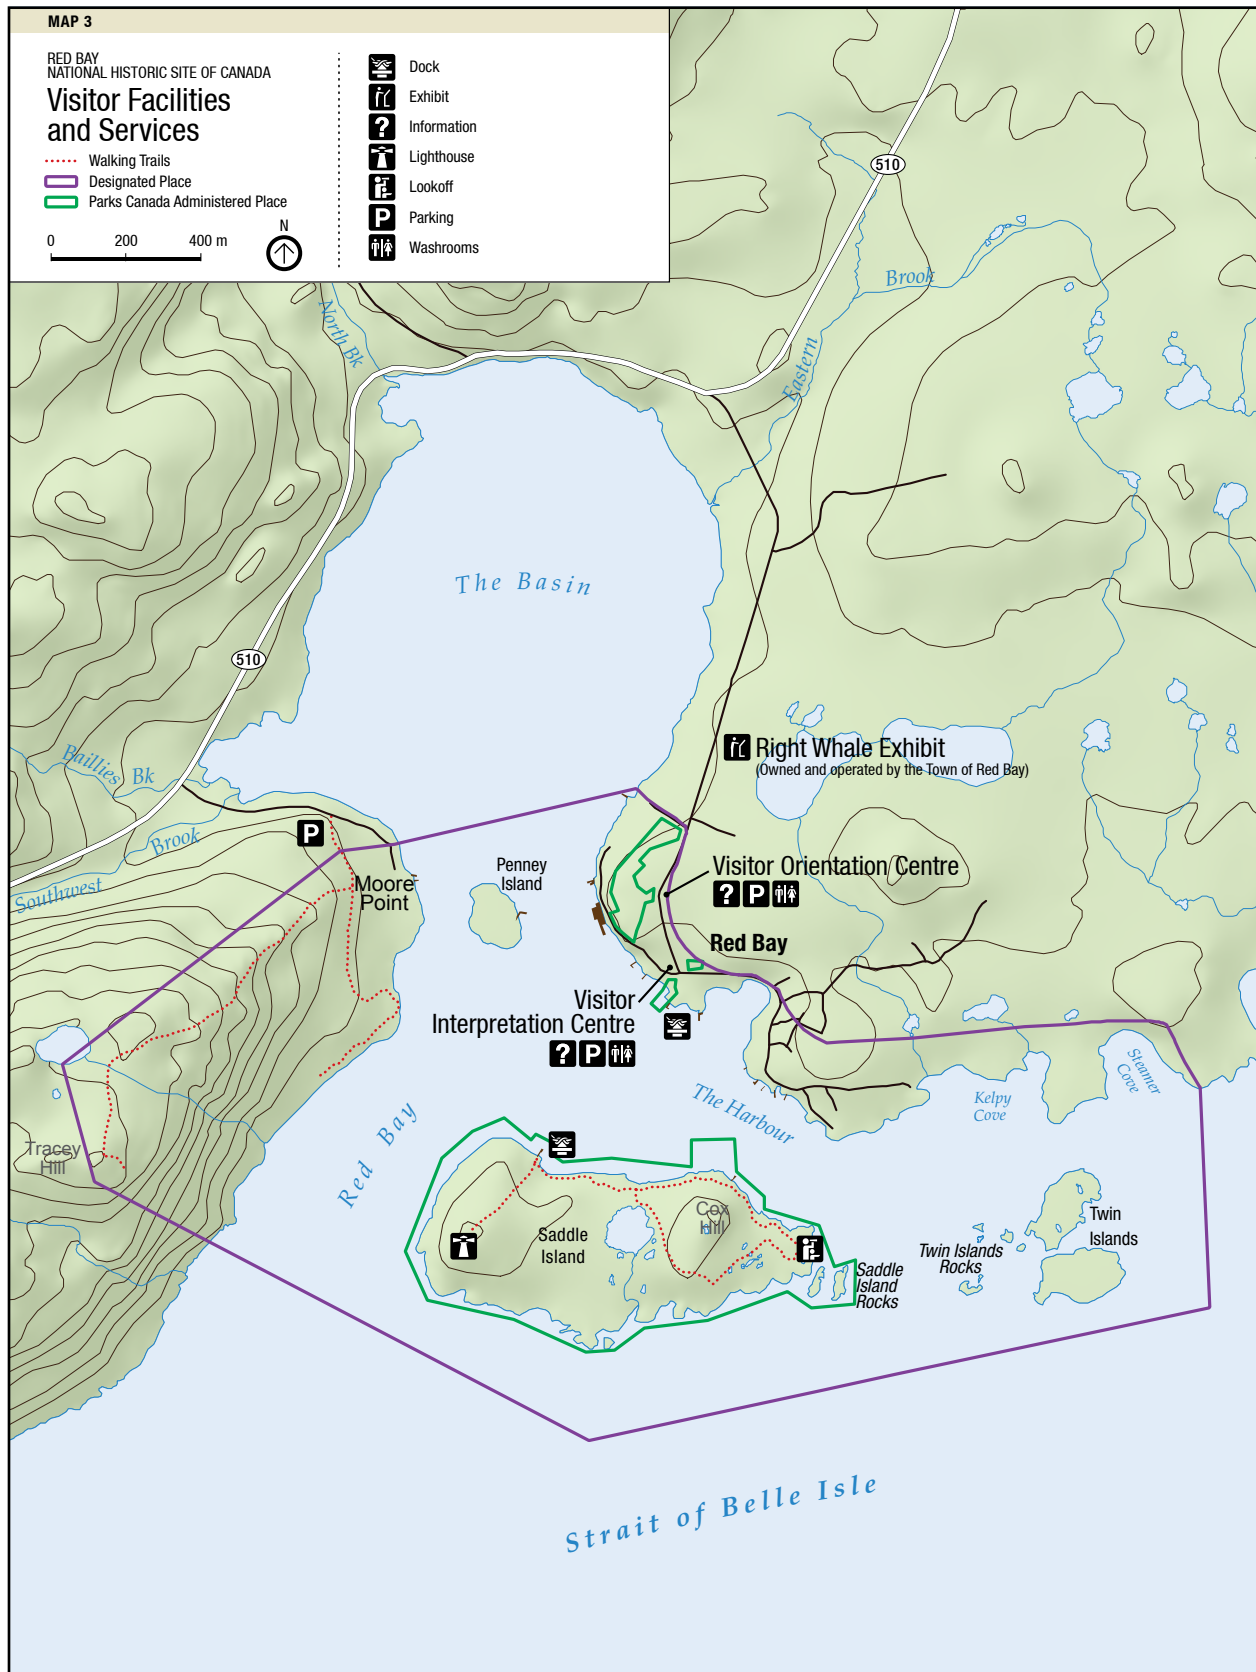 MAP 3
RED BAY
NATIONAL HISTORIC SITE OF CANADA
Visitor Facilities
and Services
Walking Trails
Designated Place
Parks Canada Administered Place
0 200 400 m
N
Dock
Exhibit
? Information
Lighthouse
Lookoff
P Parking
Washrooms
510
Brook
Eastern
North Bk
The Basin
510
Baillies Bk
Southwest
Brook
Right Whale Exhibit
(Owned and operated by the Town of Red Bay)
P
Moore
Point
Penney
Island
Visitor Orientation Centre
? P
Red Bay
Visitor
Interpretation Centre
? P
The Harbour
Kelpy
Cove
Steamer
Cove
Red Bay
Tracey
Hill
Saddle
Island
Cox
Hill
Saddle
Island
Rocks
Twin Islands
Rocks
Twin
Islands
Strait of Belle Isle